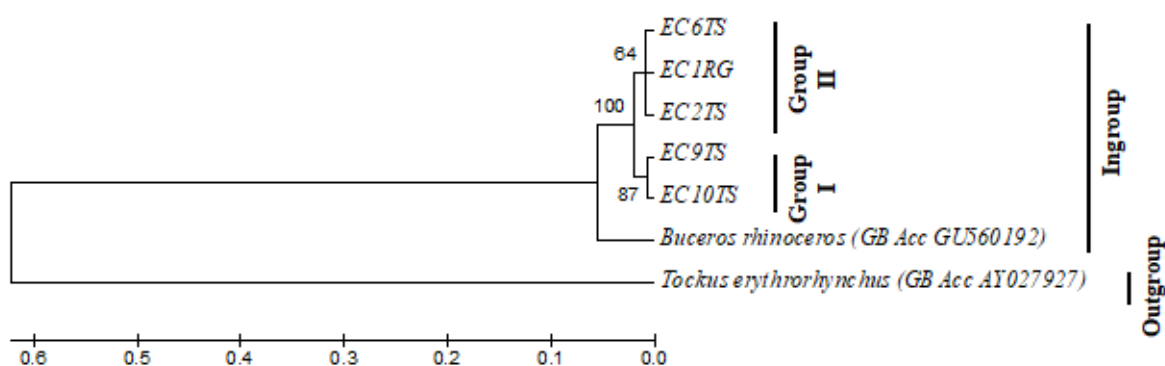 EC6TS
64
EC1RG
100
EC2TS
EC9TS
87
EC10TS
Buceros rhinoceros (GB Acc GU560192)
Tockus erythrorhynchus (GB Acc AY027927)
Group
II
Group
I
Ingroup
Outgroup
0.6 0.5 0.4 0.3 0.2 0.1 0.0